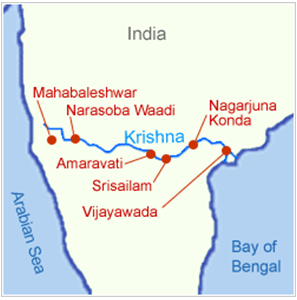 India
Mahabaleshwar
Narasoba Waadi
Nagarjuna
Konda
Krishna
Amaravati
Srisailam
Vijayawada
Arabian Sea
Bay of
Bengal